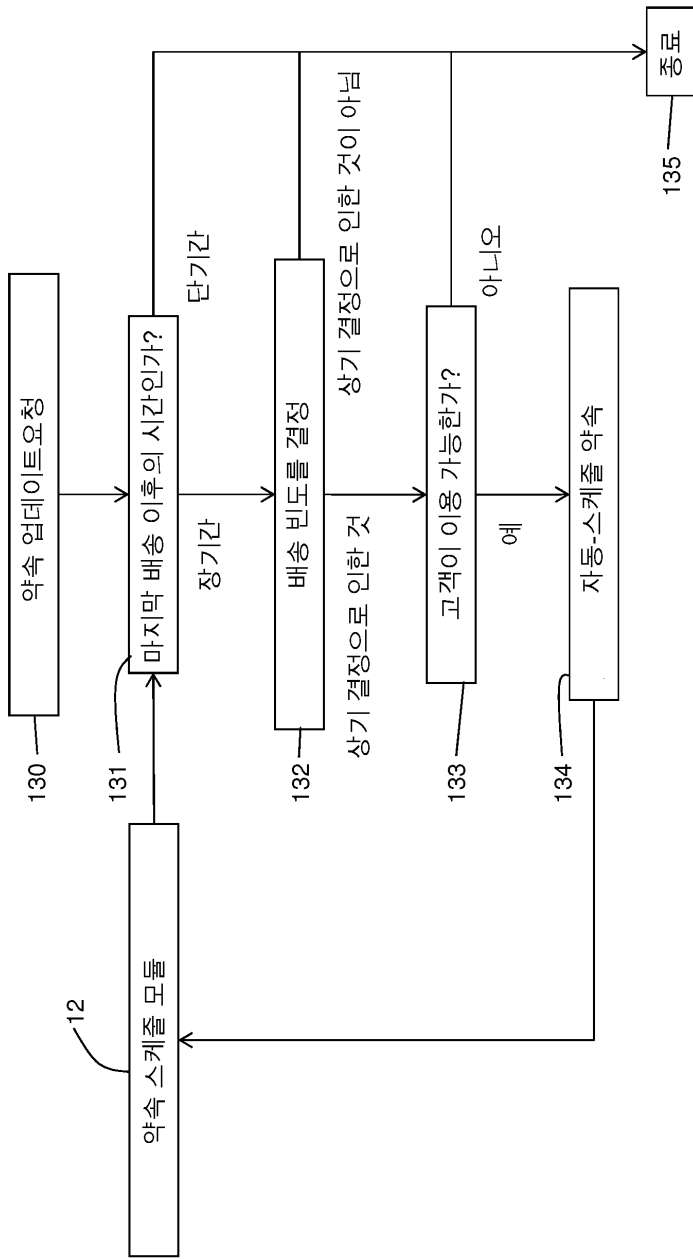 약속 업데이트요청
130
약속 스케줄 모듈
12
마지막 배송 이후의 시간인가?
131
단기간
장기간
배송 빈도를 결정
132
상기 결정으로 인한 것이 아님
상기 결정으로 인한 것
고객이 이용 가능한가?
133
아니오
예
자동-스케줄 약속
134
종료
135